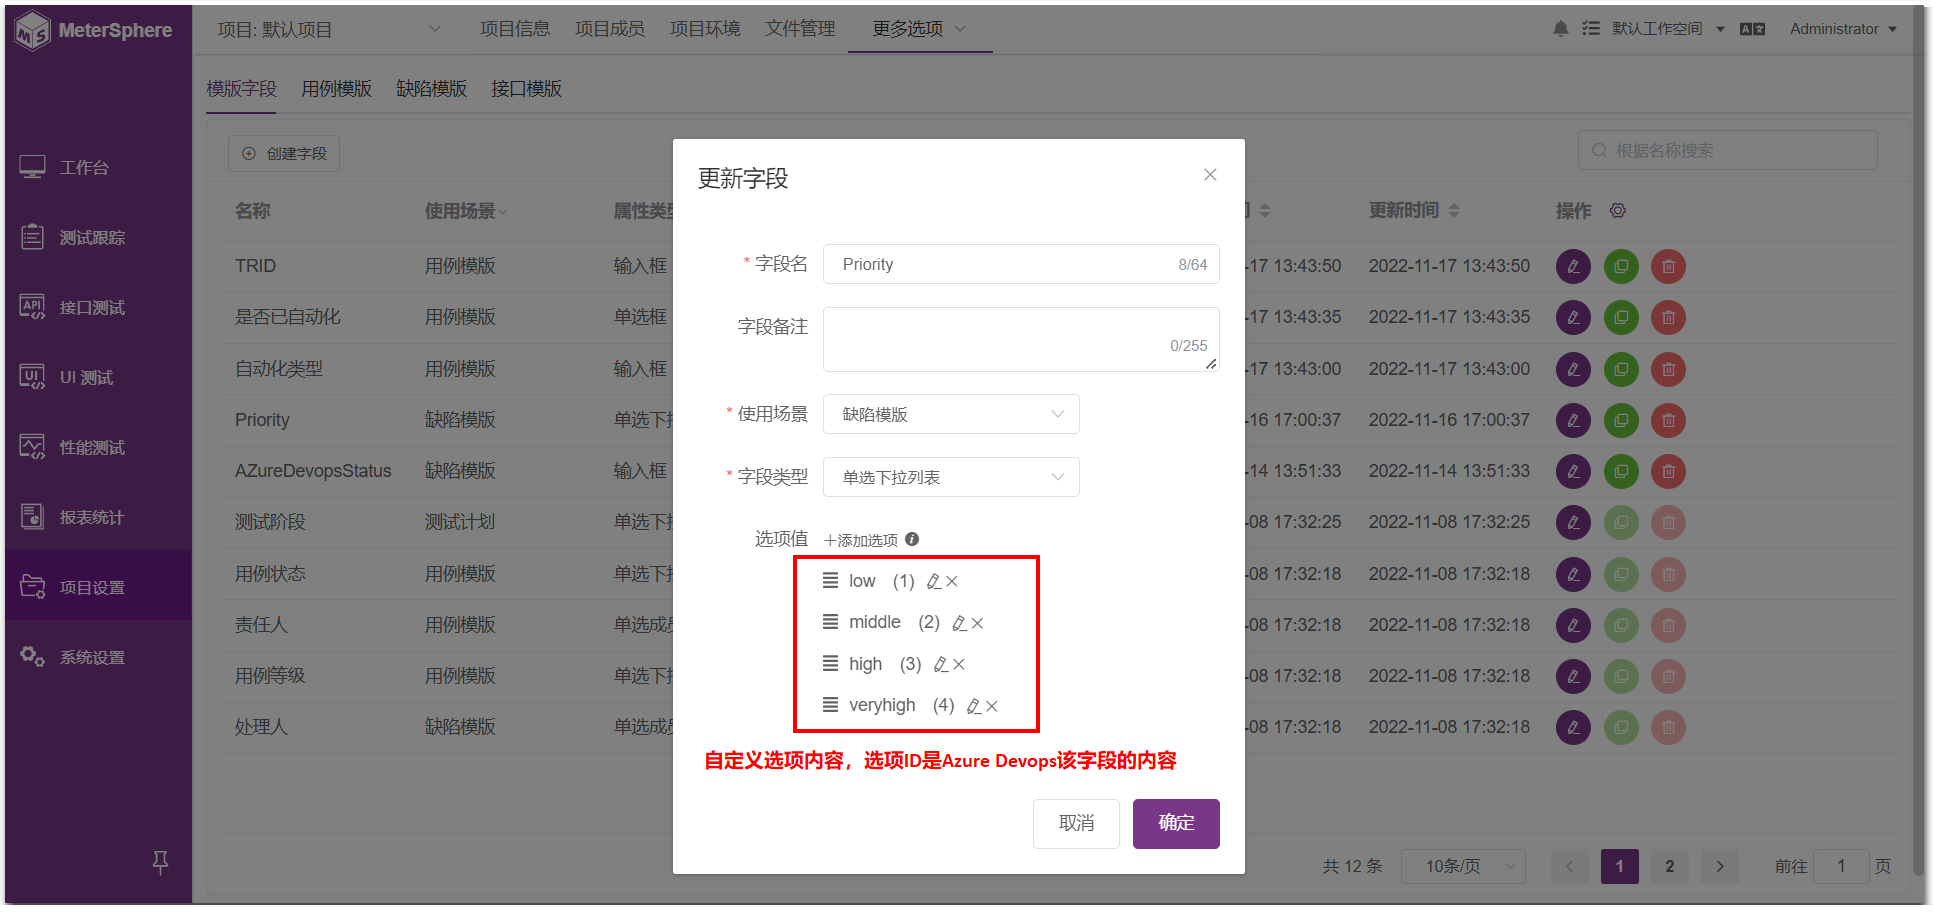 MeterSphere
项目: 默认项目
项目信息
项目成员
项目环境
文件管理
更多选项
默认工作空间
Administrator
模版字段
用例模版
缺陷模版
接口模版
工作台
测试跟踪
接口测试
UI 测试
性能测试
报表统计
项目设置
系统设置
创建字段
根据名称搜索
名称 使用场景 属性类型 更新时间 操作
TRID 用例模版 输入框 -17 13:43:50 2022-11-17 13:43:50
是否已自动化 用例模版 单选框 -17 13:43:35 2022-11-17 13:43:35
自动化类型 用例模版 输入框 -17 13:43:00 2022-11-17 13:43:00
Priority 缺陷模版 单选下拉 -16 17:00:37 2022-11-16 17:00:37
AZureDevopsStatus 缺陷模版 输入框 -14 13:51:33 2022-11-14 13:51:33
测试阶段 测试计划 单选下拉 -08 17:32:25 2022-11-08 17:32:25
用例状态 用例模版 单选下拉 -08 17:32:18 2022-11-08 17:32:18
责任人 用例模版 单选成员 -08 17:32:18 2022-11-08 17:32:18
用例等级 用例模版 单选下拉 -08 17:32:18 2022-11-08 17:32:18
处理人 缺陷模版 单选成员 -08 17:32:18 2022-11-08 17:32:18
更新字段
* 字段名 Priority 8/64
字段备注 0/255
* 使用场景 缺陷模版
* 字段类型 单选下拉列表
选项值 +添加选项
low (1)
middle (2)
high (3)
veryhigh (4)
自定义选项内容，选项ID是Azure Devops该字段的内容
取消 确定
共 12 条 10条/页 < 1 2 > 前往 1 页